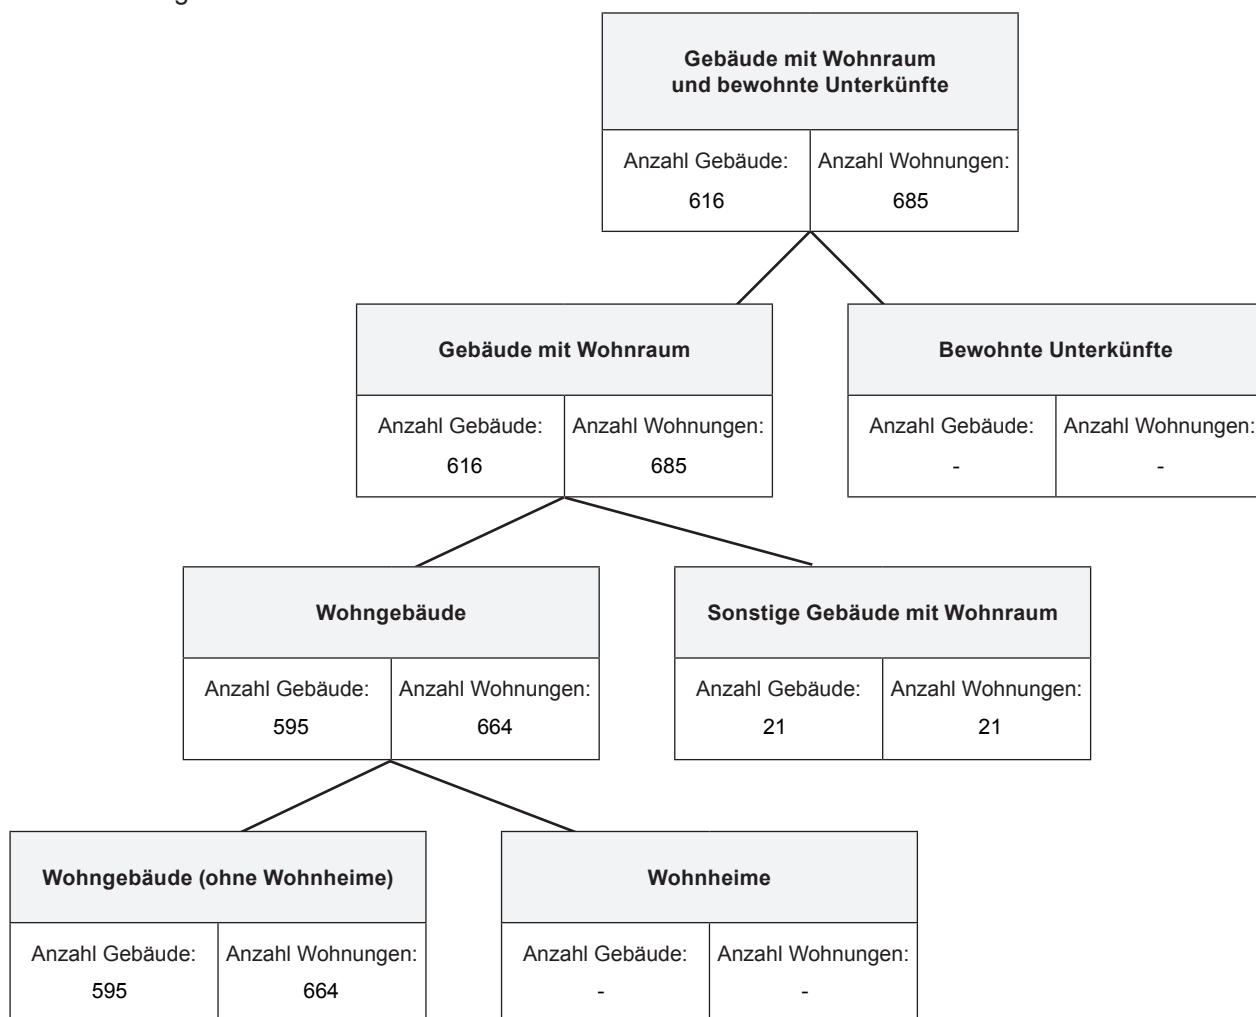 Gebäude mit Wohnraum
und bewohnte Unterkünfte
Anzahl Gebäude: Anzahl Wohnungen:
616 685
Gebäude mit Wohnraum
Bewohnte Unterkünfte
Anzahl Gebäude: Anzahl Wohnungen:
616 685
Anzahl Gebäude: Anzahl Wohnungen:
- -
Wohngebäude
Sonstige Gebäude mit Wohnraum
Anzahl Gebäude: Anzahl Wohnungen:
595 664
Anzahl Gebäude: Anzahl Wohnungen:
21 21
Wohngebäude (ohne Wohnheime)
Wohnheime
Anzahl Gebäude: Anzahl Wohnungen:
595 664
Anzahl Gebäude: Anzahl Wohnungen:
- -